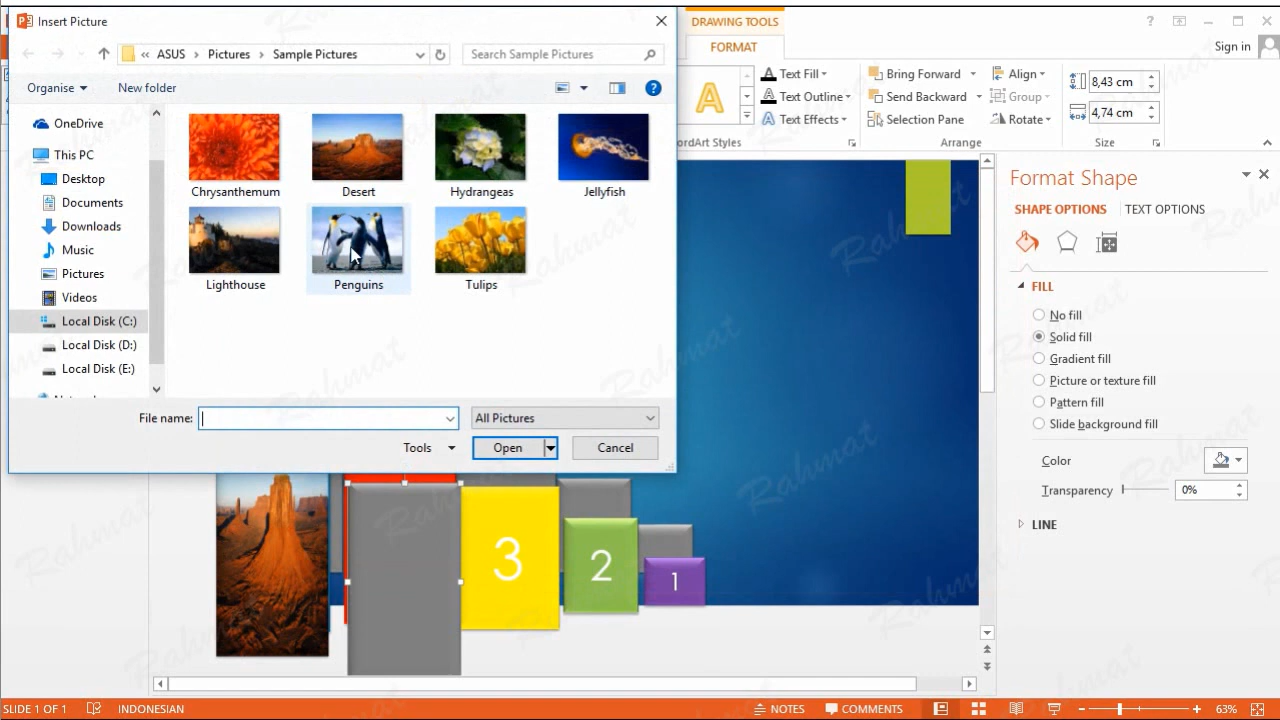 Insert Picture
DRAWING TOOLS
FORMAT
Sign in
ASUS
Pictures
Sample Pictures
Search Sample Pictures
Organise
New folder
OneDrive
This PC
Desktop
Documents
Downloads
Music
Pictures
Videos
Local Disk (C:)
Local Disk (D:)
Local Disk (E:)
Chrysanthemum
Desert
Hydrangeas
Jellyfish
Lighthouse
Penguins
Tulips
File name:
All Pictures
Tools
Open
Cancel
A
Text Fill
Text Outline
Text Effects
Bring Forward
Send Backward
Selection Pane
Align
Group
Rotate
8,43 cm
4,74 cm
ordArt Styles
Arrange
Size
Format Shape
SHAPE OPTIONS
TEXT OPTIONS
FILL
No fill
Solid fill
Gradient fill
Picture or texture fill
Pattern fill
Slide background fill
Color
Transparency
0%
LINE
3
2
1
Rahmat
SLIDE 1 OF 1
INDONESIAN
NOTES
COMMENTS
63%